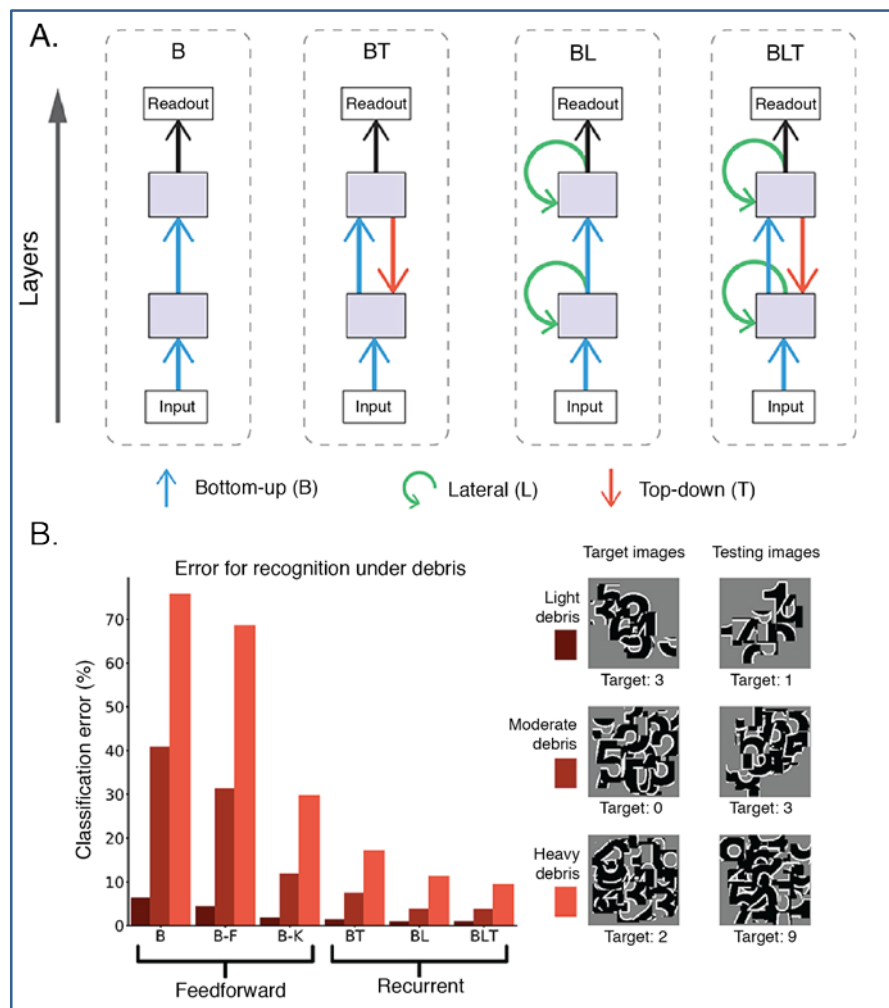 A.
B BT BL BLT
Readout Readout Readout Readout
Layers
Input Input Input Input
Bottom-up (B) Lateral (L) Top-down (T)
B.
Error for recognition under debris
Classification error (%)
70
60
50
40
30
20
10
0
B B-F B-K BT BL BLT
Feedforward Recurrent
Target images Testing images
Light
debris
Target: 3 Target: 1
Moderate
debris
Target: 0 Target: 3
Heavy
debris
Target: 2 Target: 9